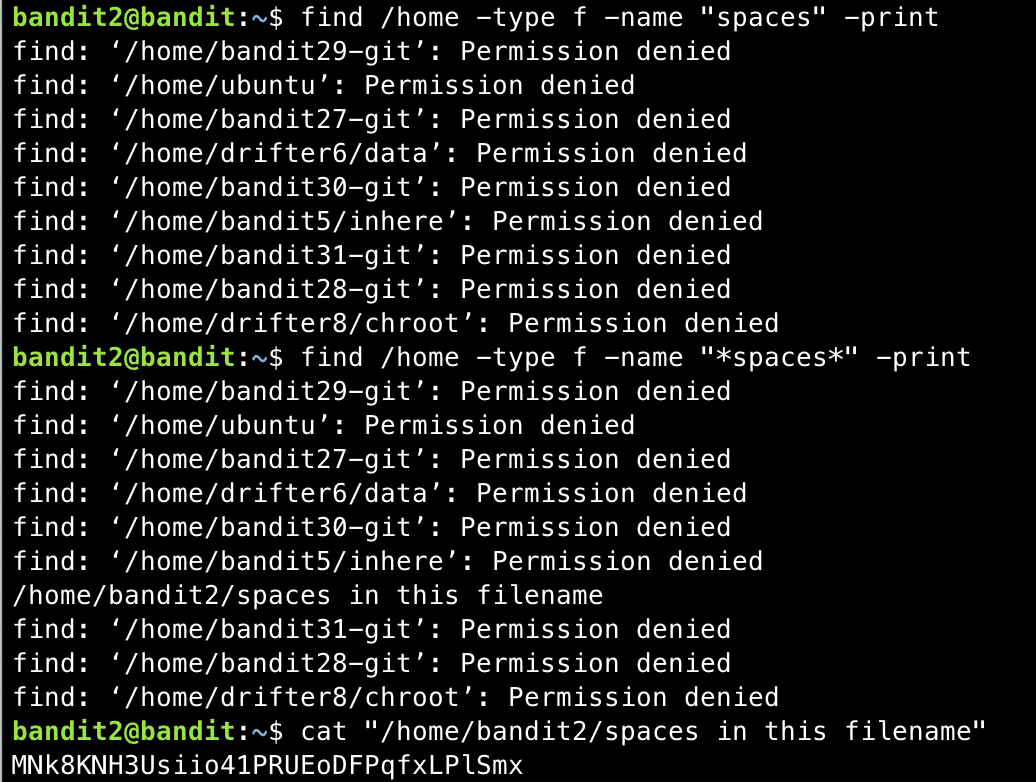 bandit2@bandit:~$ find /home -type f -name "spaces" -print
find: ‘/home/bandit29-git’: Permission denied
find: ‘/home/ubuntu’: Permission denied
find: ‘/home/bandit27-git’: Permission denied
find: ‘/home/drifter6/data’: Permission denied
find: ‘/home/bandit30-git’: Permission denied
find: ‘/home/bandit5/inhere’: Permission denied
find: ‘/home/bandit31-git’: Permission denied
find: ‘/home/bandit28-git’: Permission denied
find: ‘/home/drifter8/chroot’: Permission denied
bandit2@bandit:~$ find /home -type f -name "*spaces*" -print
find: ‘/home/bandit29-git’: Permission denied
find: ‘/home/ubuntu’: Permission denied
find: ‘/home/bandit27-git’: Permission denied
find: ‘/home/drifter6/data’: Permission denied
find: ‘/home/bandit30-git’: Permission denied
find: ‘/home/bandit5/inhere’: Permission denied
/home/bandit2/spaces in this filename
find: ‘/home/bandit31-git’: Permission denied
find: ‘/home/bandit28-git’: Permission denied
find: ‘/home/drifter8/chroot’: Permission denied
bandit2@bandit:~$ cat "/home/bandit2/spaces in this filename"
MNk8KNH3Usiio41PRUEoDFPqfxLPlSmx